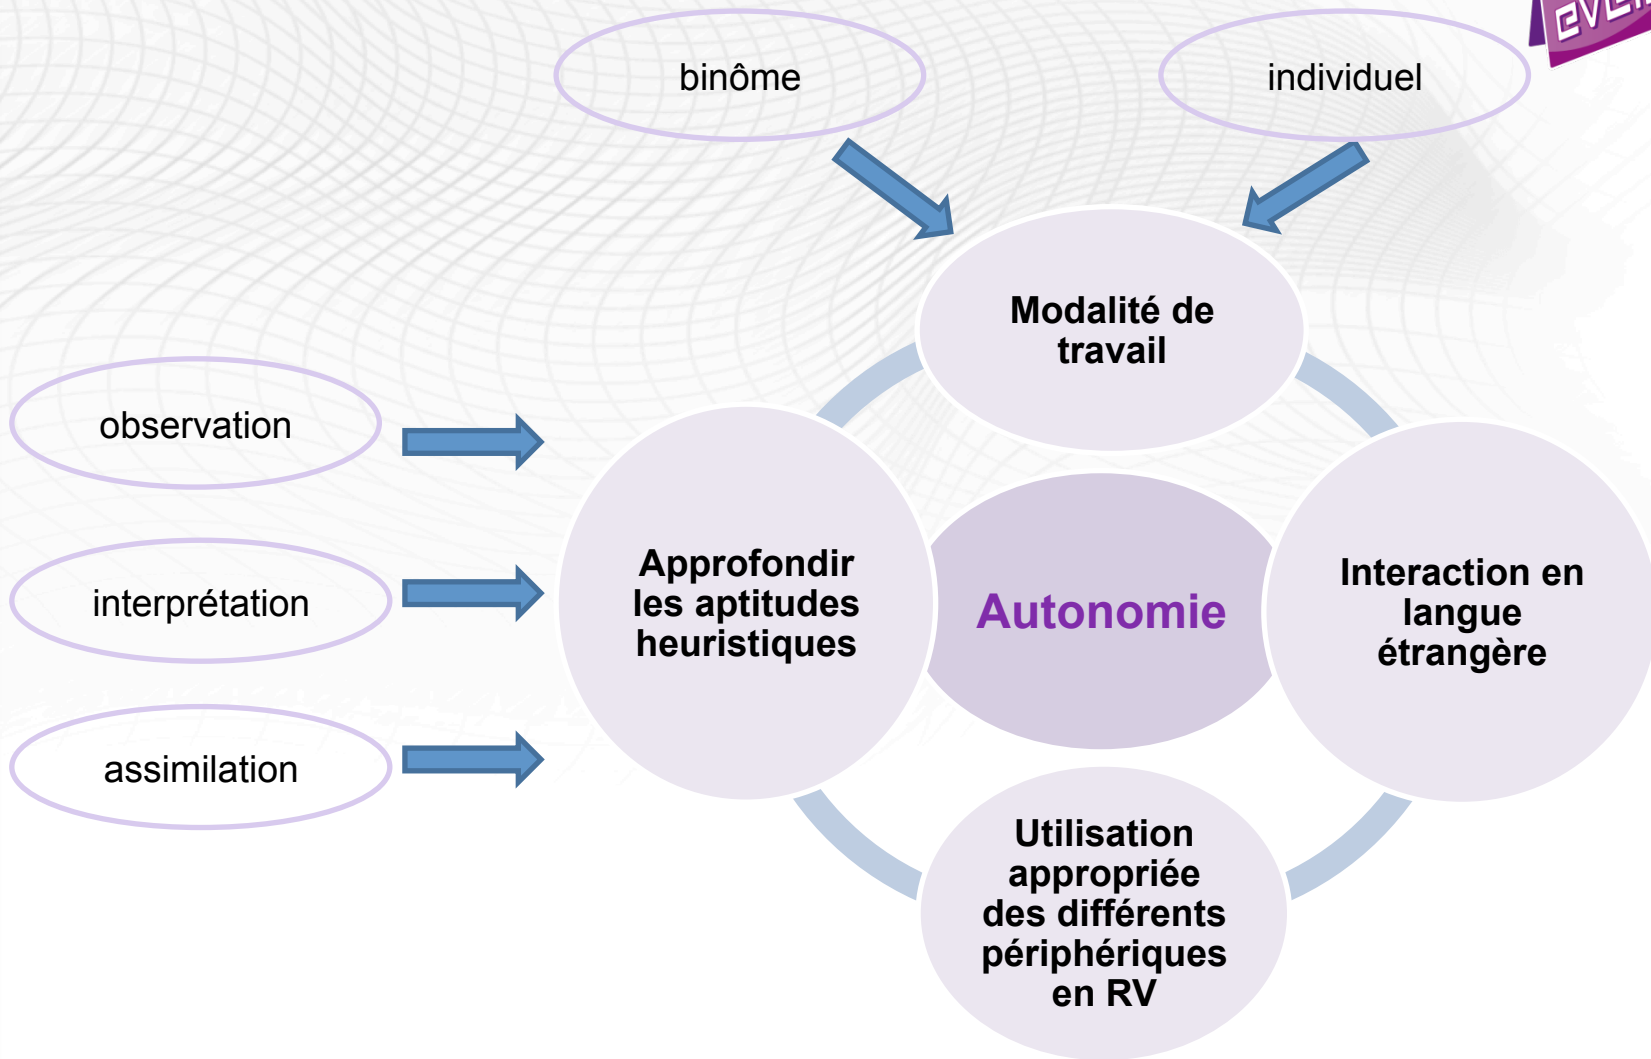 binôme
individuel
Modalité de
travail
observation
interprétation
assimilation
Approfondir
les aptitudes
heuristiques
Autonomie
Interaction en
langue
étrangère
Utilisation
appropriée
des différents
périphériques
en RV